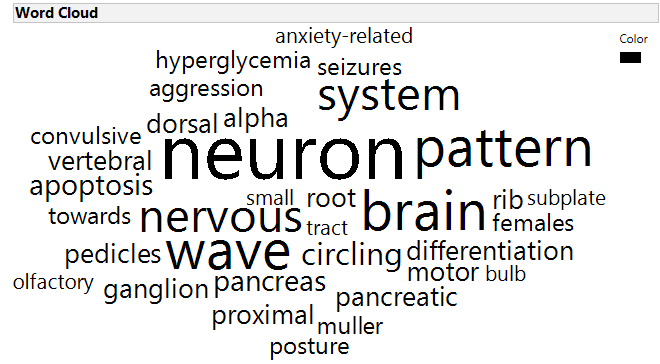 Word Cloud
anxiety-related
Color
hyperglycemia
seizures
aggression
system
dorsal
alpha
convulsive
neuron
pattern
vertebral
apoptosis
small
root
brain
rib
subplate
towards
nervous
tract
females
pedicles
wave
circling
differentiation
motor
bulb
olfactory
ganglion
pancreas
pancreatic
proximal
muller
posture